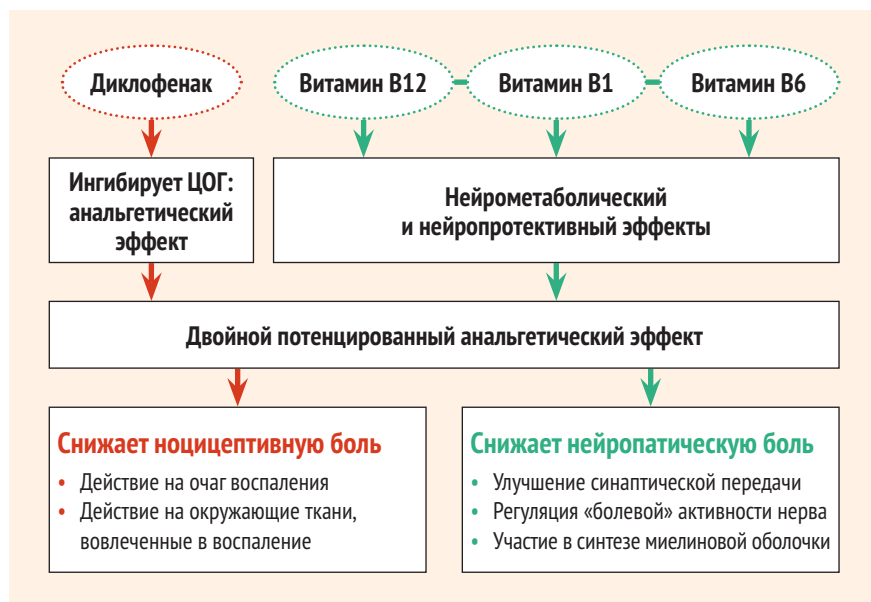 Диклофенак
Витамин B12
Витамин B1
Витамин B6
Ингибирует ЦОГ:
анальгетический
эффект
Нейрометаболический
и нейропротективный эффекты
Двойной потенцированный анальгетический эффект
Снижает ноцицептивную боль
• Действие на очаг воспаления
• Действие на окружающие ткани,
вовлеченные в воспаление
Снижает нейропатическую боль
• Улучшение синаптической передачи
• Регуляция «болевой» активности нерва
• Участие в синтезе миелиновой оболочки